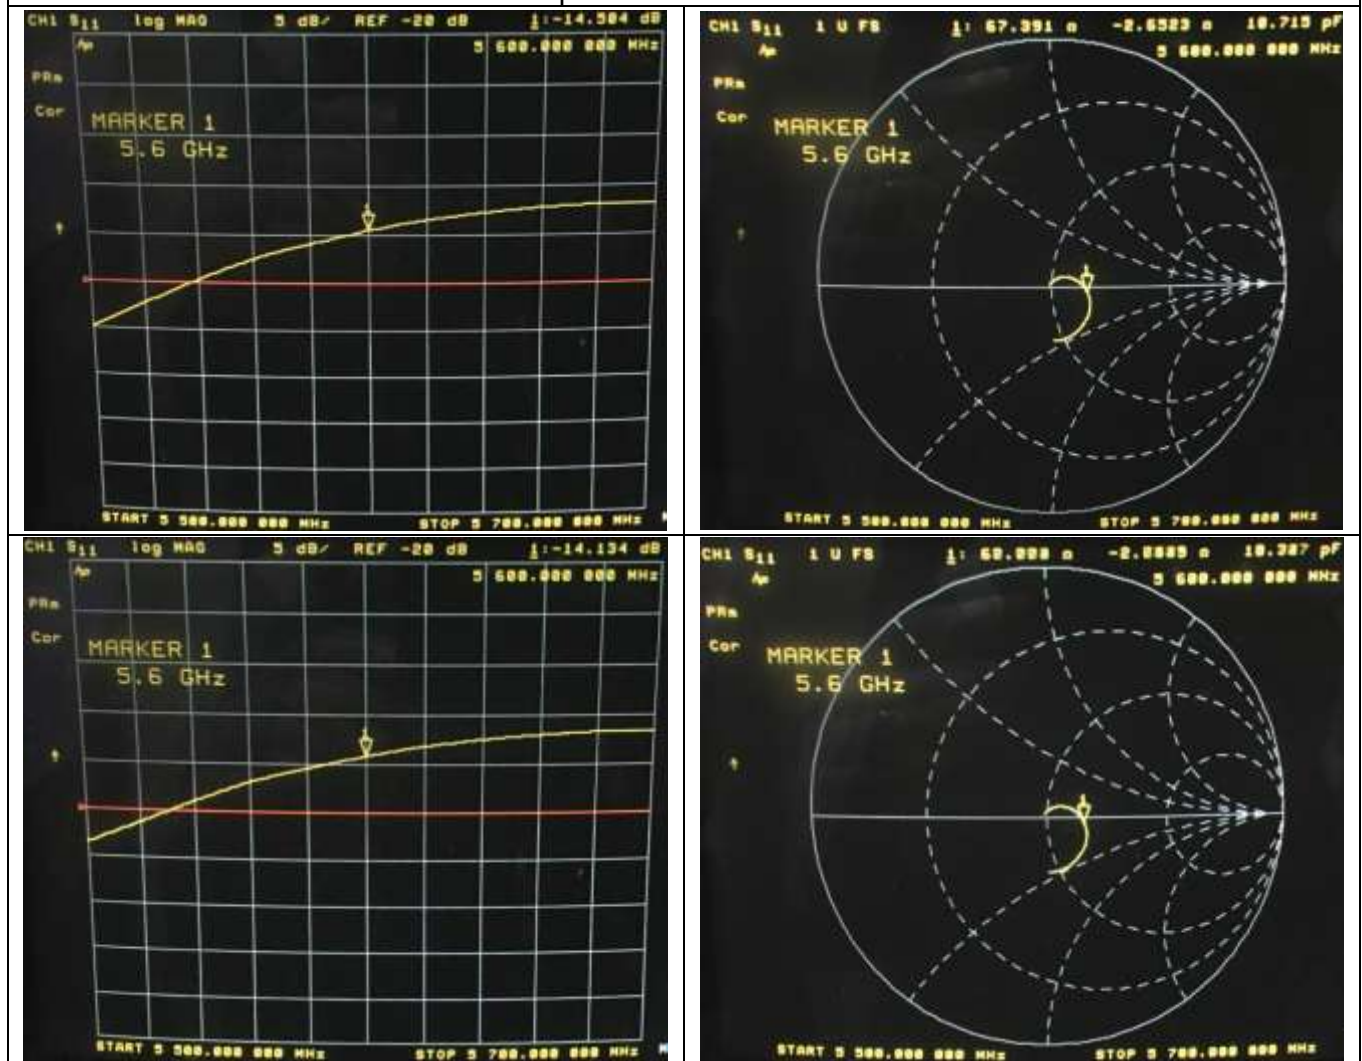 CH1 S11 log MAG 5 dB/ REF -20 dB dB
5 600.000 000 MHz
PRm
Cor
MARKER 1
5.6 GHz
START 5 500.000 000 MHz STOP 5 700.000 000 MHz
CH1 S11 1 U FS 1: 67.391 Ω -2.6523 Ω 10.715 pF
5 600.000 000 MHz
PRm
Cor
MARKER 1
5.6 GHz
START 5 500.000 000 MHz STOP 5 700.000 000 MHz
CH1 S11 log MAG 5 dB/ REF -20 dB 1:-14.134 dB
5 600.000 000 MHz
PRm
Cor
MARKER 1
5.6 GHz
START 5 500.000 000 MHz STOP 5 700.000 000 MHz
CH1 S11 1 U FS 1: Ω Ω pF
5 600.000 000 MHz
PRm
Cor
MARKER 1
5.6 GHz
START 5 500.000 000 MHz STOP 5 700.000 000 MHz